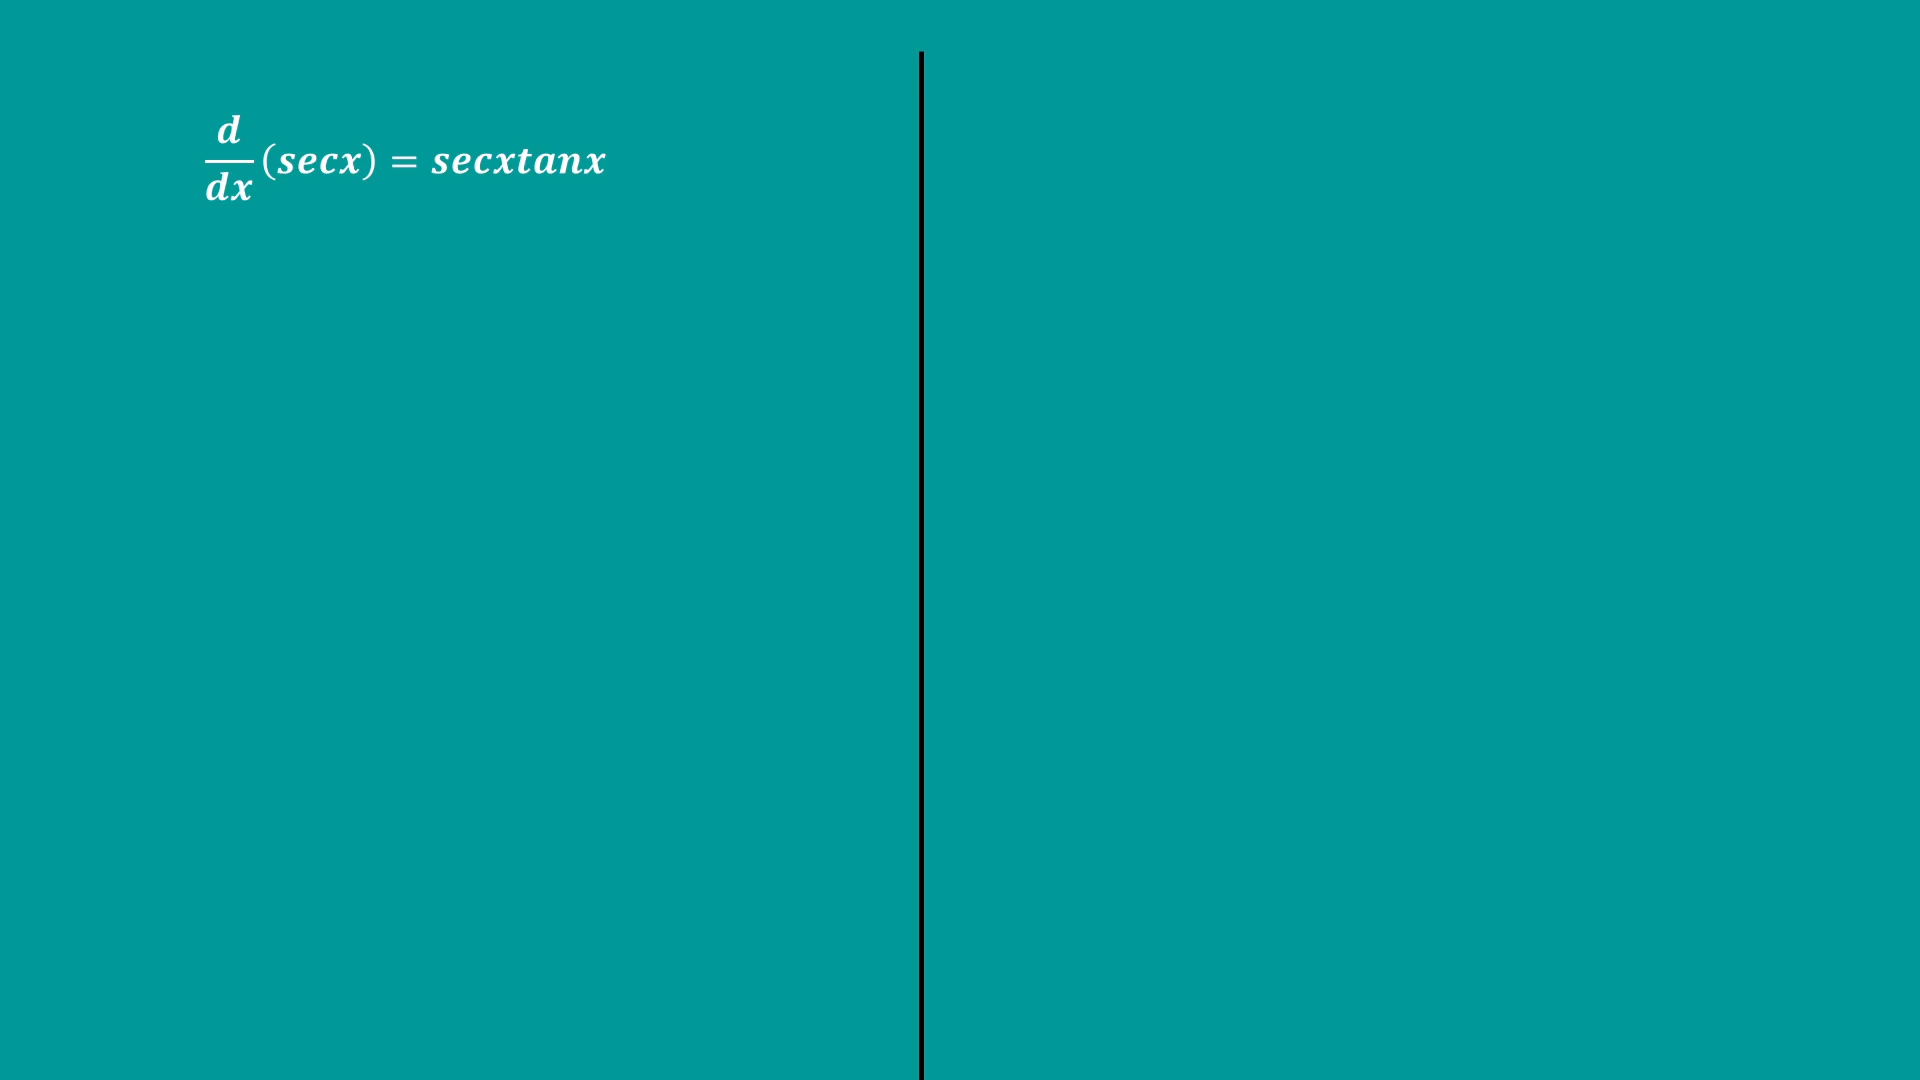 d/dx (secx) = secxtanx